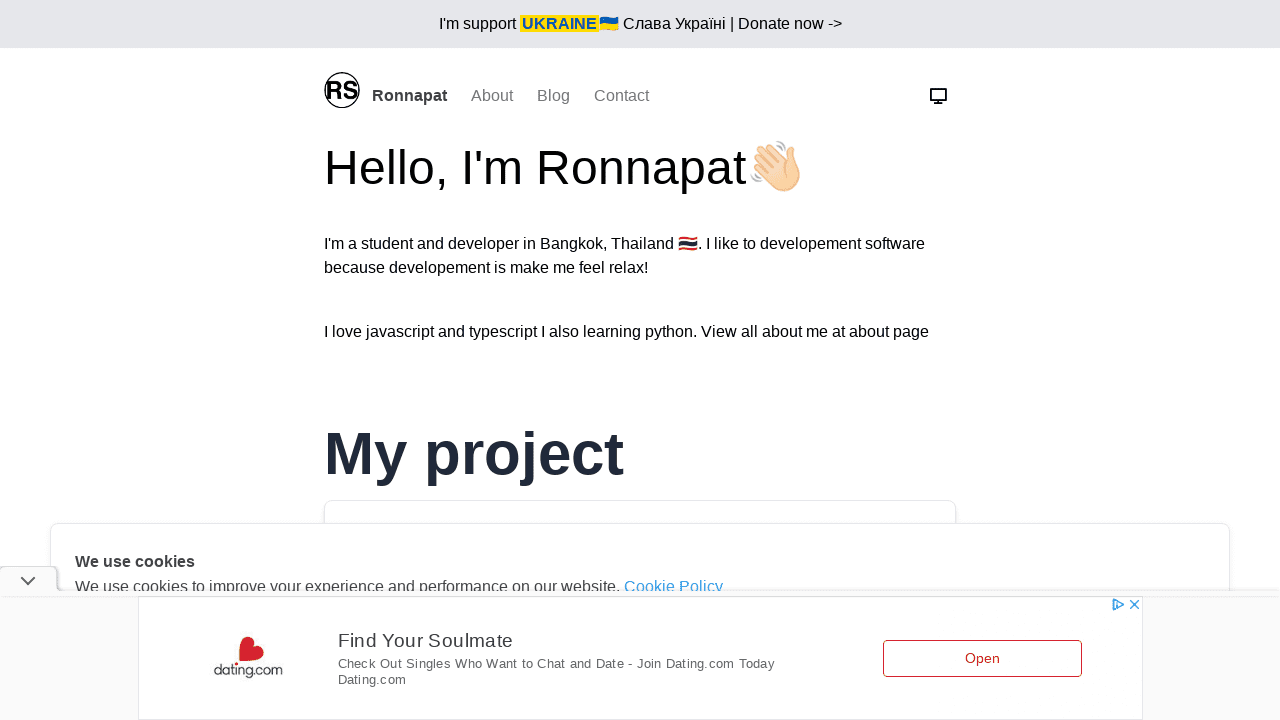 I'm support UKRAINE🇺🇦 Слава Україні | Donate now ->
RS Ronnapat About Blog Contact
Hello, I'm Ronnapat👋🏻
I'm a student and developer in Bangkok, Thailand 🇹🇭. I like to developement software
because developement is make me feel relax!
I love javascript and typescript I also learning python. View all about me at about page
My project
We use cookies
We use cookies to improve your experience and performance on our website. Cookie Policy
dating.com
Find Your Soulmate
Check Out Singles Who Want to Chat and Date - Join Dating.com Today
Dating.com
Open